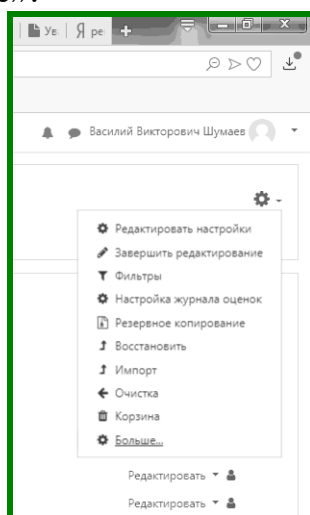 Ув. Я ре
Василий Викторович Шумаев
Редактировать настройки
Завершить редактирование
Фильтры
Настройка журнала оценок
Резервное копирование
Восстановить
Импорт
Очистка
Корзина
Больше...
Редактировать
Редактировать